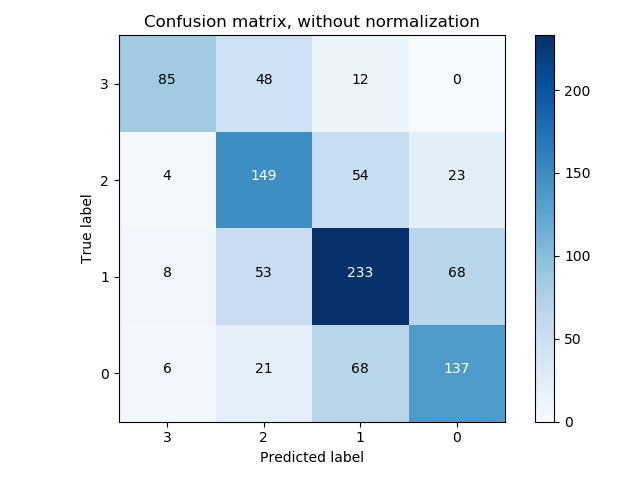 Confusion matrix, without normalization
3 85 48 12 0
2 4 149 54 23
1 8 53 233 68
0 6 21 68 137
3 2 1 0
Predicted label
True label
200
150
100
50
0